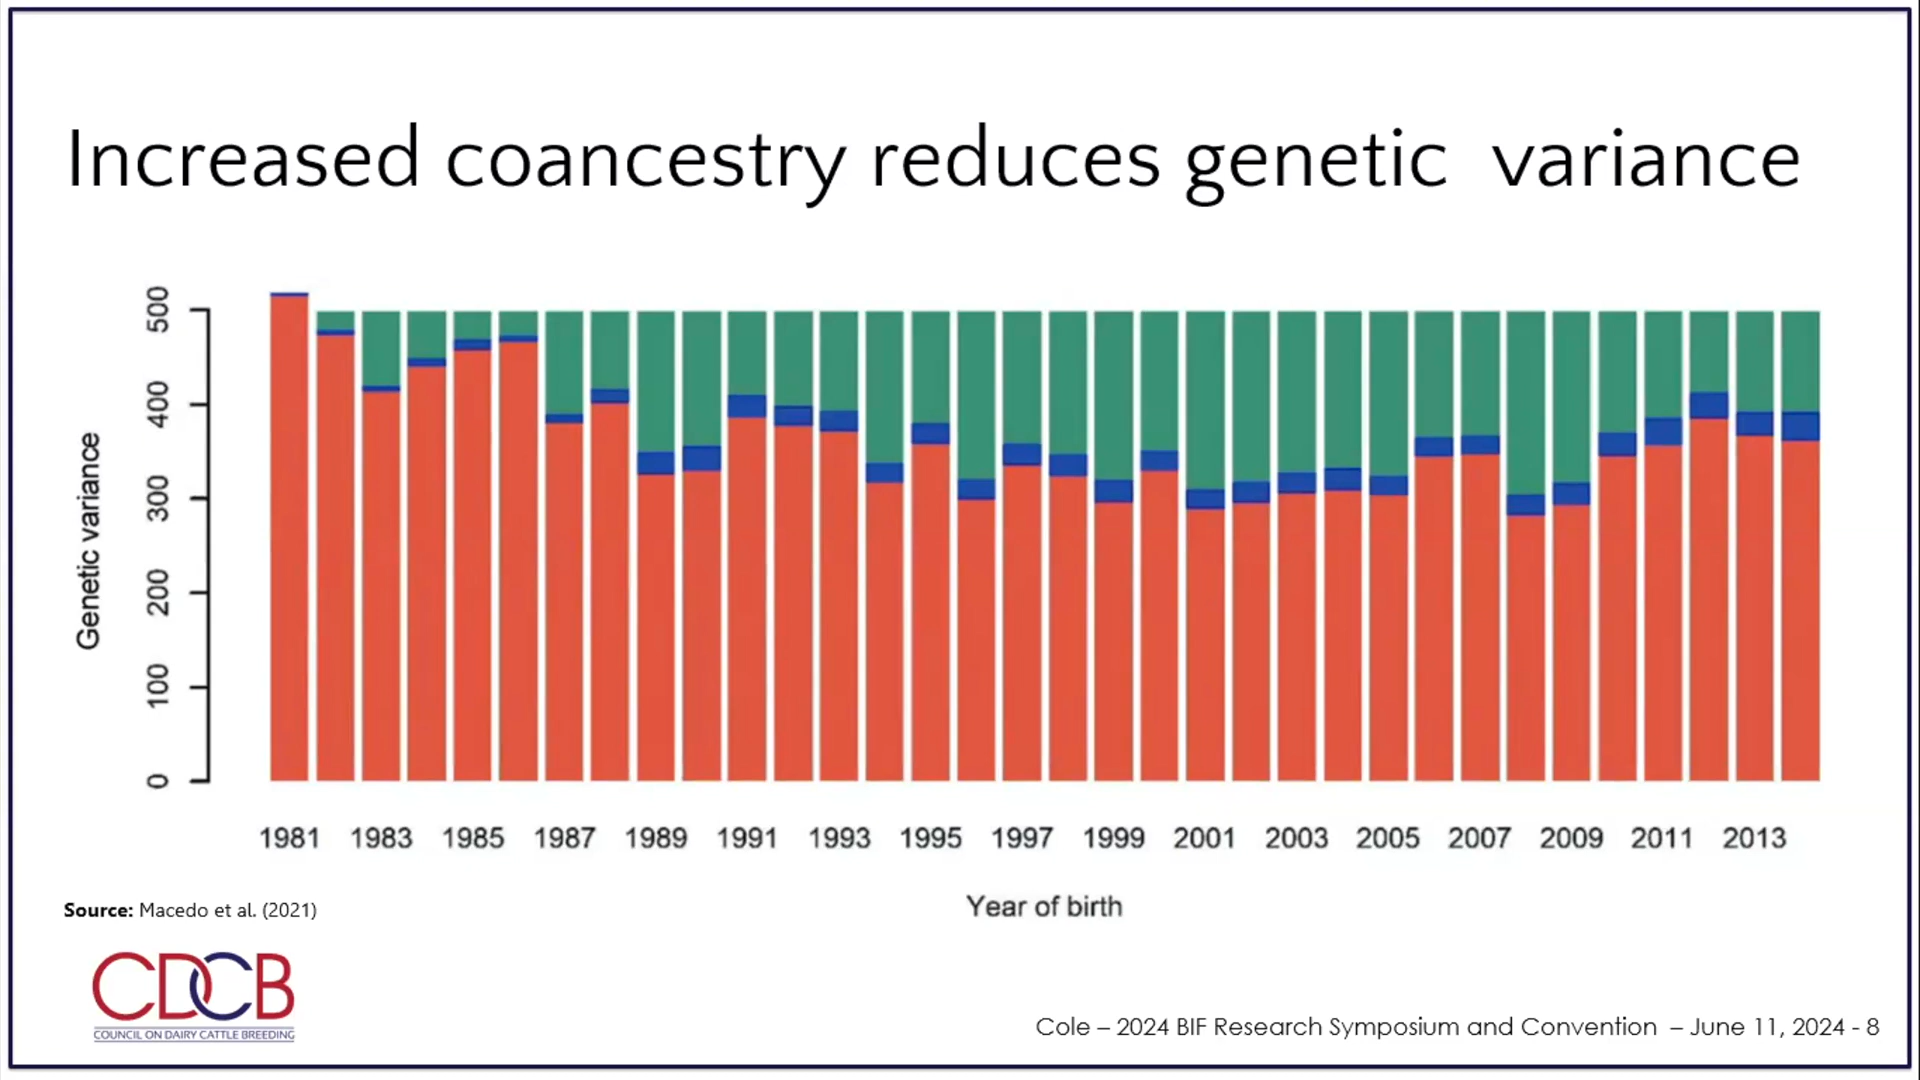 Increased coancestry reduces genetic  variance
Genetic variance
500
400
300
200
100
0
1981 1983 1985 1987 1989 1991 1993 1995 1997 1999 2001 2003 2005 2007 2009 2011 2013
Year of birth
Source: Macedo et al. (2021)
CDCB
COUNCIL ON DAIRY CATTLE BREEDING
Cole – 2024 BIF Research Symposium and Convention  – June 11, 2024 - 8